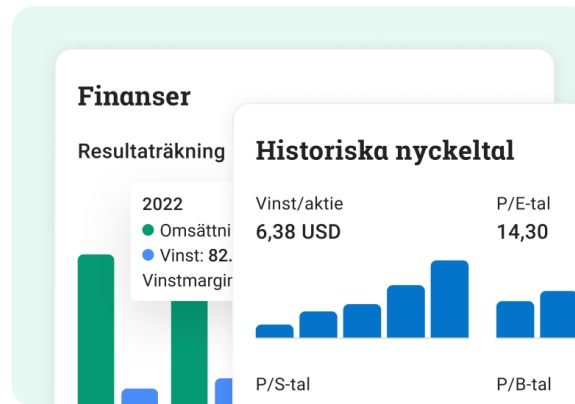 Finanser
Resultaträkning
2022
Omsättni
Vinst: 82.
Vinstmargin
Historiska nyckeltal
Vinst/aktie P/E-tal
6,38 USD 14,30
P/S-tal P/B-tal